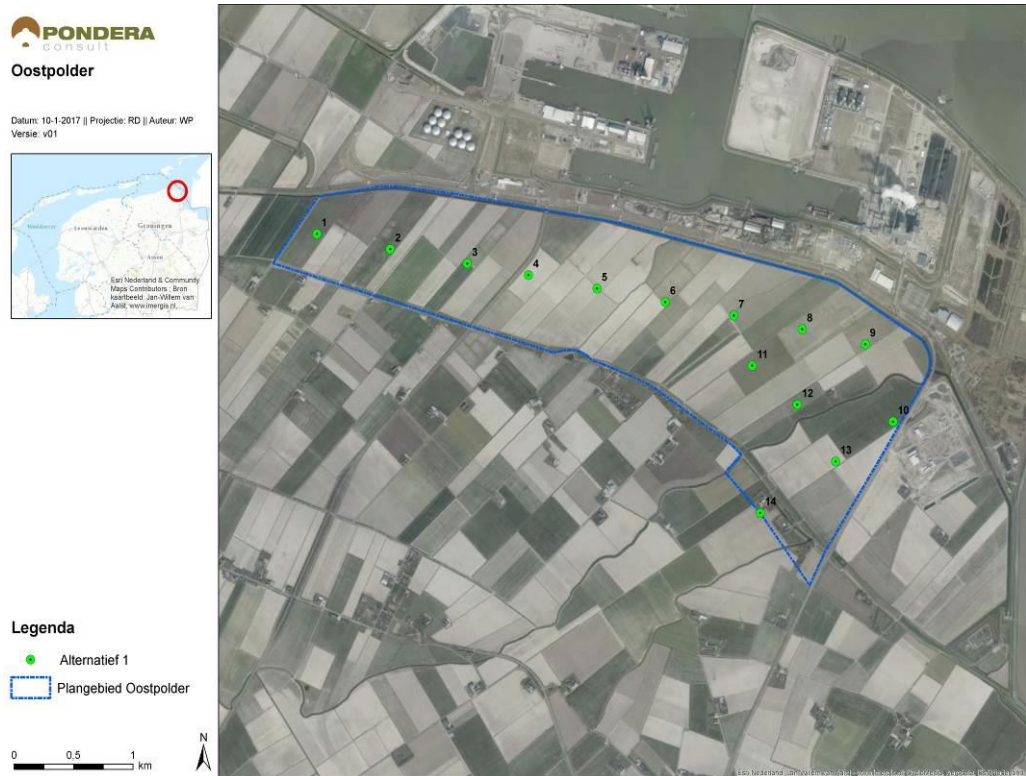 PONDERA
consult
Oostpolder
Datum: 10-1-2017 || Projectie: RD || Auteur: WP
Versie: v01
Leeuwarden
Groningen
Assen
Esri Nederland & Community
Maps Contributors : Bron
kaartbeeld: Jan-Willem van
Aalst, www.imergis.nl,
1
2
3
4
5
6
7
8
9
11
12
10
13
14
Legenda
Alternatief 1
Plangebied Oostpolder
0 0,5 1
km
N
Esri Nederland